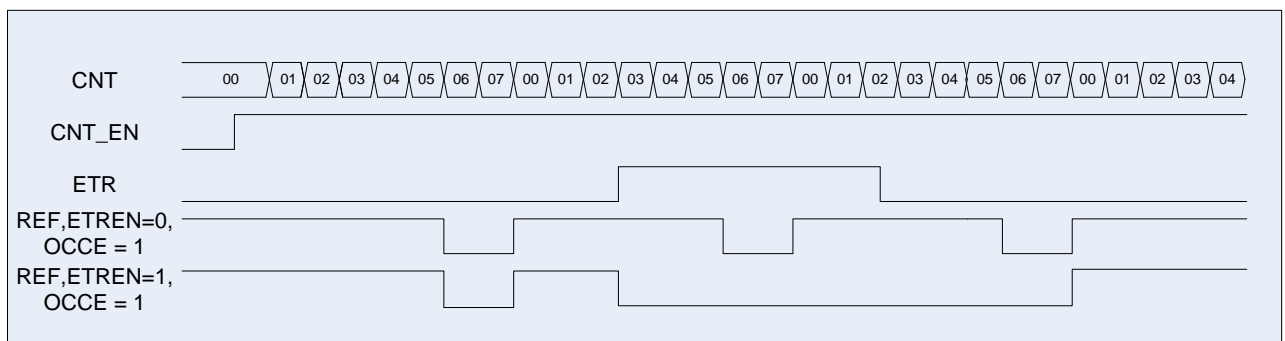 CNT 00 01 02 03 04 05 06 07 00 01 02 03 04 05 06 07 00 01 02 03 04 05 06 07 00 01 02 03 04
CNT_EN
ETR
REF,ETREN=0,
OCCE = 1
REF,ETREN=1,
OCCE = 1